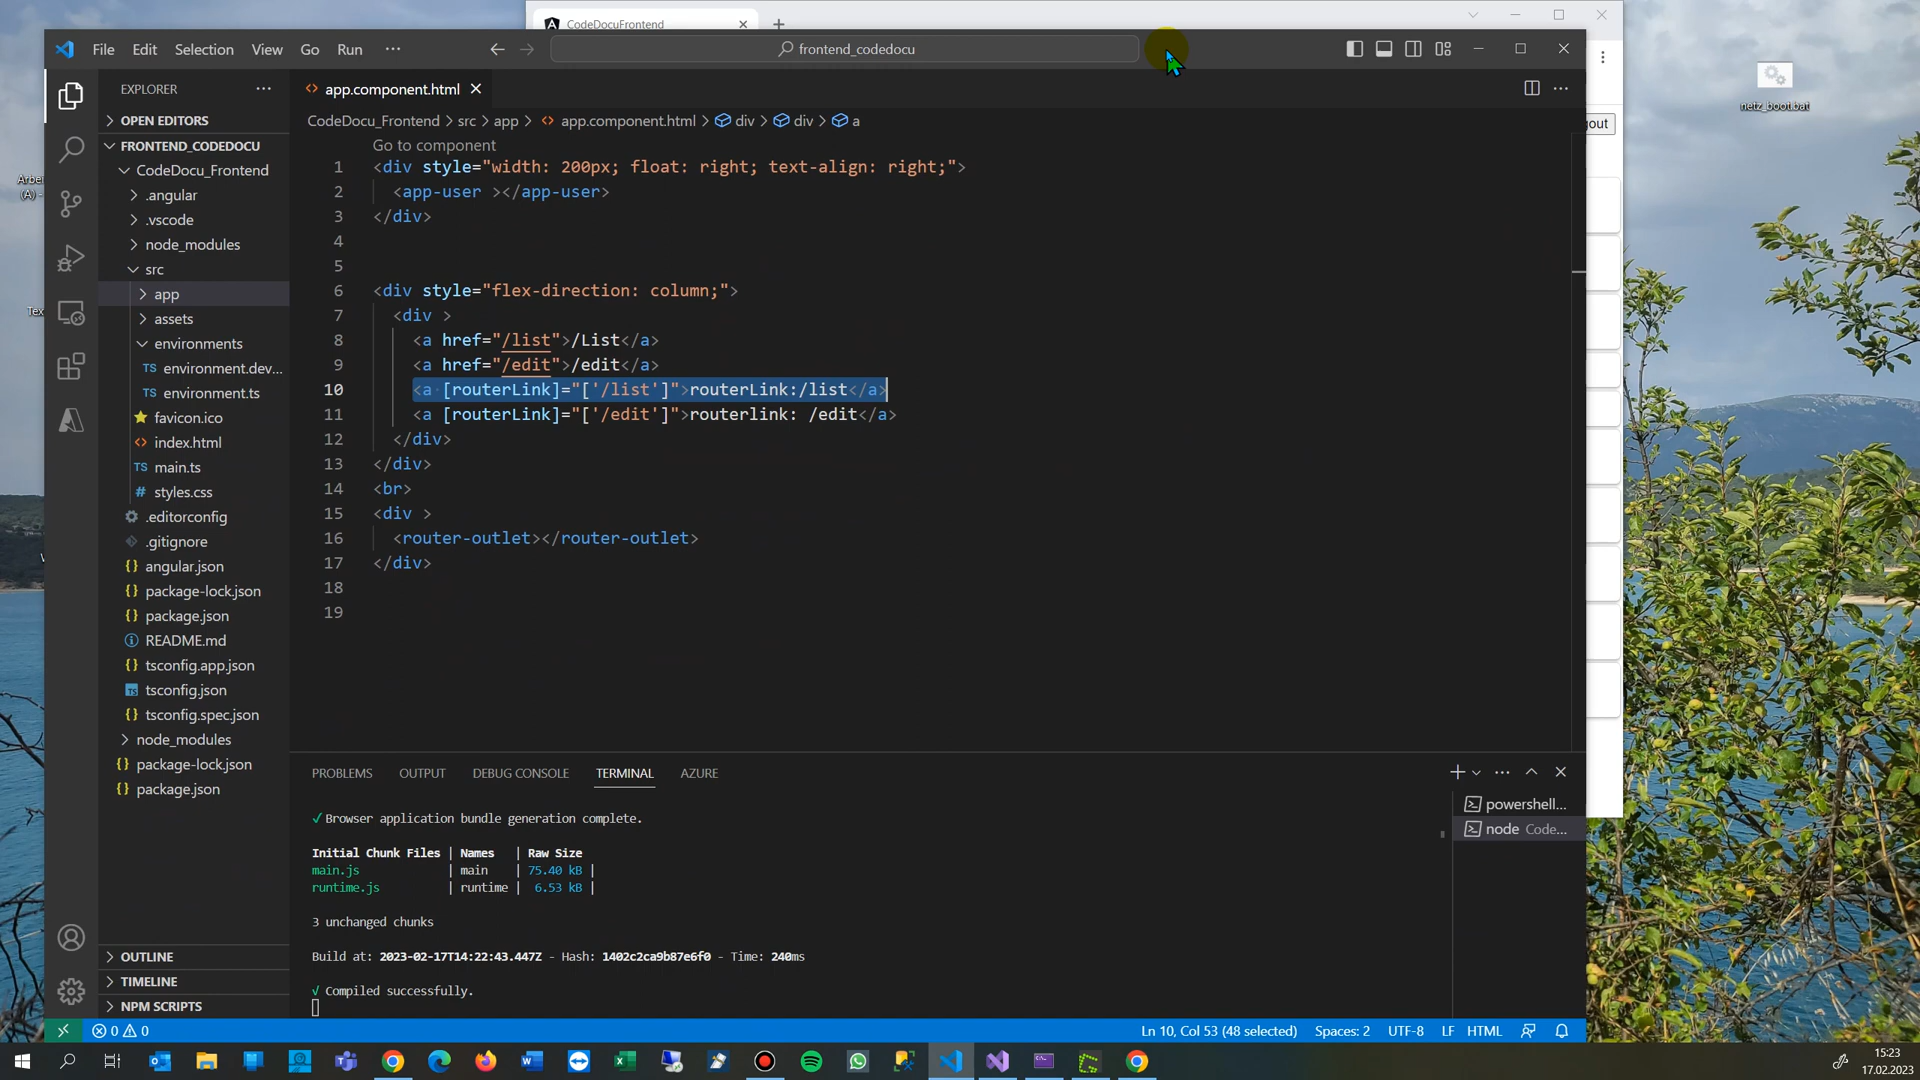 CodeDocuFrontend
File Edit Selection View Go Run ···
frontend_codedocu
netz_boot.bat
EXPLORER
app.component.html
OPEN EDITORS
CodeDocu_Frontend > src > app > app.component.html > div > div > a
FRONTEND_CODEDOCU
Go to component
CodeDocu_Frontend
.angular
.vscode
node_modules
src
app
assets
environments
TS environment.dev...
TS environment.ts
favicon.ico
index.html
TS main.ts
# styles.css
.editorconfig
.gitignore
{} angular.json
{} package-lock.json
{} package.json
README.md
{} tsconfig.app.json
TS tsconfig.json
{} tsconfig.spec.json
node_modules
{} package-lock.json
{} package.json
OUTLINE
TIMELINE
NPM SCRIPTS
1 <div style="width: 200px; float: right; text-align: right;">
2 <app-user ></app-user>
3 </div>
4
5
6 <div style="flex-direction: column;">
7 <div >
8 <a href="/list">/List</a>
9 <a href="/edit">/edit</a>
10 <a [routerLink]="['/list']">routerLink:/list</a>
11 <a [routerLink]="['/edit']">routerlink: /edit</a>
12 </div>
13 </div>
14 <br>
15 <div >
16 <router-outlet></router-outlet>
17 </div>
18
19
PROBLEMS OUTPUT DEBUG CONSOLE TERMINAL AZURE
√ Browser application bundle generation complete.
Initial Chunk Files | Names | Raw Size
main.js | main | 75.40 kB |
runtime.js | runtime | 6.53 kB |
3 unchanged chunks
Build at: 2023-02-17T14:22:43.447Z - Hash: 1402c2ca9b87e6f0 - Time: 240ms
√ Compiled successfully.
powershell...
node Code...
0 0
Ln 10, Col 53 (48 selected) Spaces: 2 UTF-8 LF HTML
15:23
17.02.2023